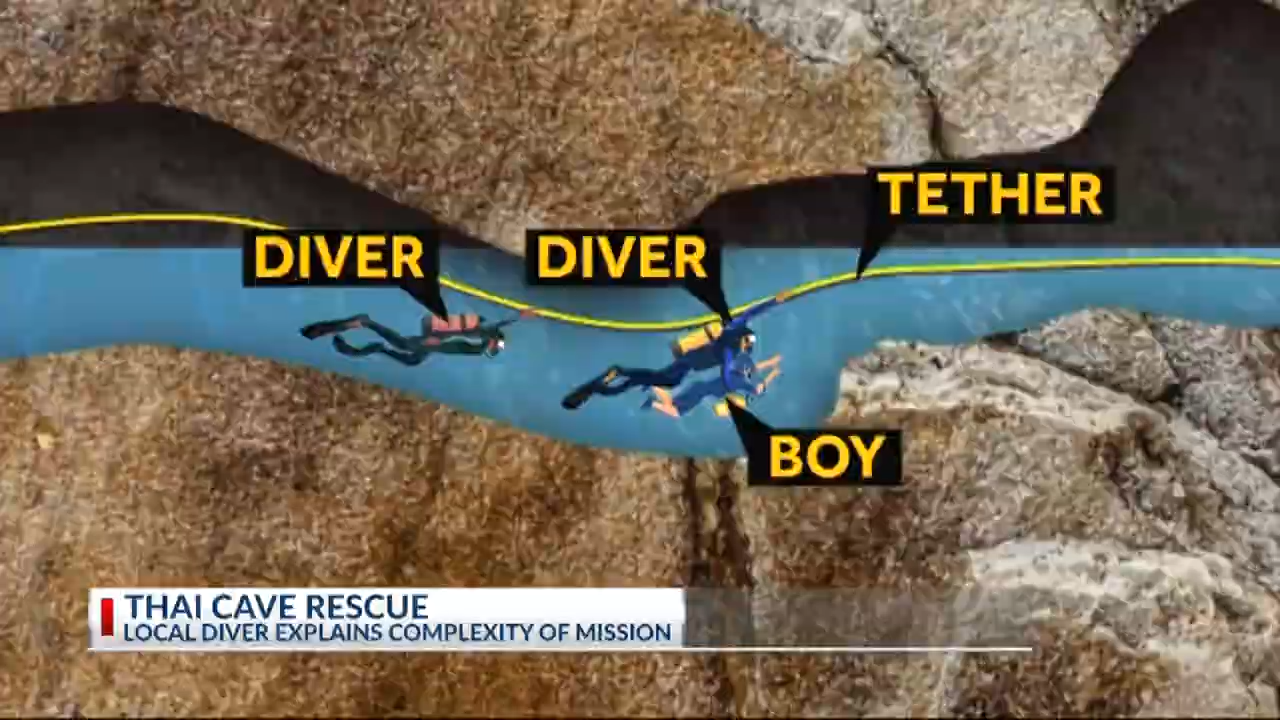 TETHER
DIVER
DIVER
BOY
THAI CAVE RESCUE
LOCAL DIVER EXPLAINS COMPLEXITY OF MISSION